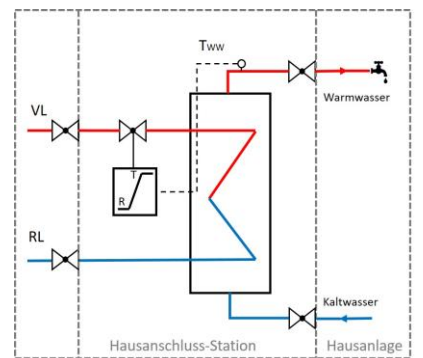 Tww
Warmwasser
VL
T
R
RL
Kaltwasser
Hausanschluss-Station
Hausanlage